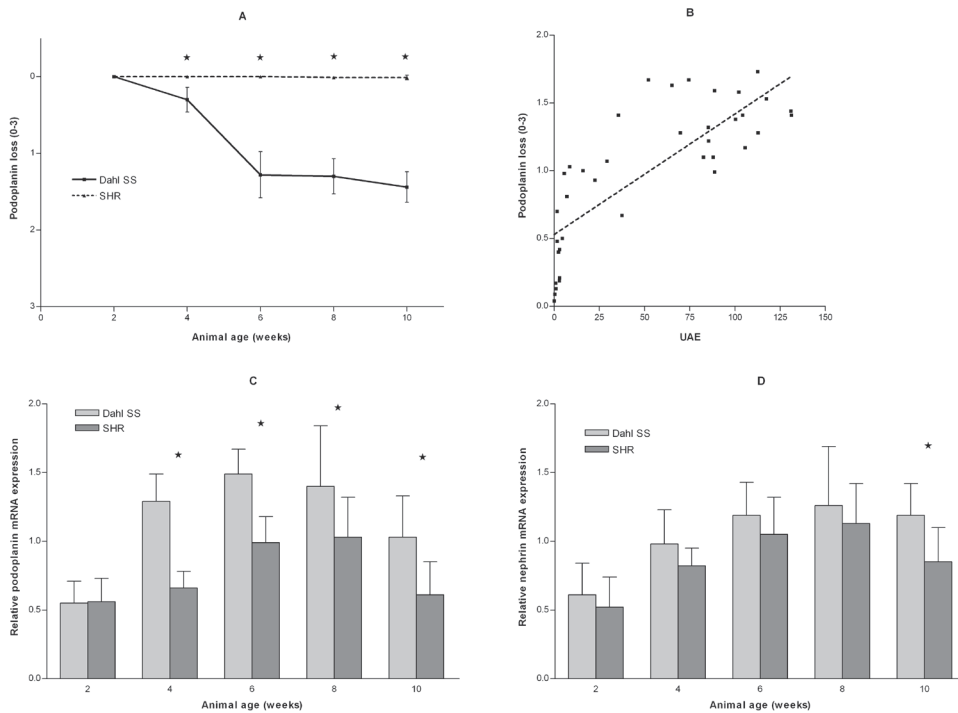 A
Podoplanin loss (0-3)
0
1
2
3
Dahl SS
SHR
0
2
4
6
8
10
Animal age (weeks)
B
Podoplanin loss (0-3)
2.0
1.5
1.0
0.5
0.0
0
25
50
75
100
125
150
UAE
C
Relative podoplanin mRNA expression
2.0
1.5
1.0
0.5
0.0
Dahl SS
SHR
2
4
6
8
10
Animal age (weeks)
D
Relative nephrin mRNA expression
2.0
1.5
1.0
0.5
0.0
Dahl SS
SHR
2
4
6
8
10
Animal age (weeks)